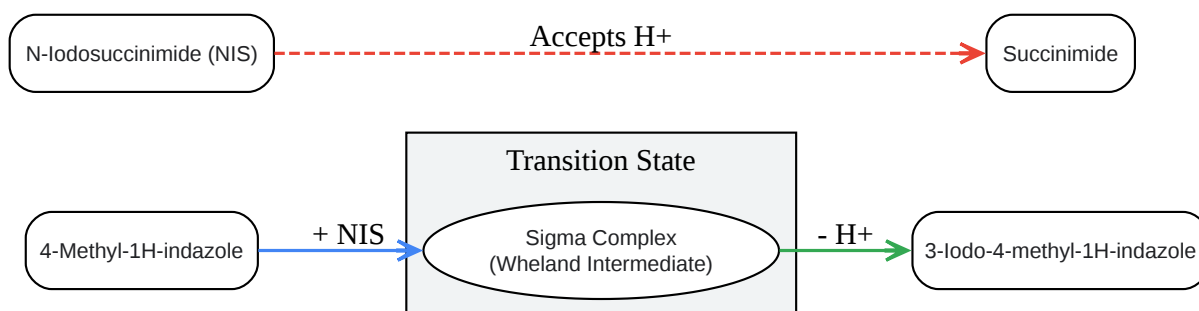 N-Iodosuccinimide (NIS)
Accepts H+
Succinimide
Transition State
4-Methyl-1H-indazole
+ NIS
Sigma Complex
(Wheland Intermediate)
- H+
3-Iodo-4-methyl-1H-indazole